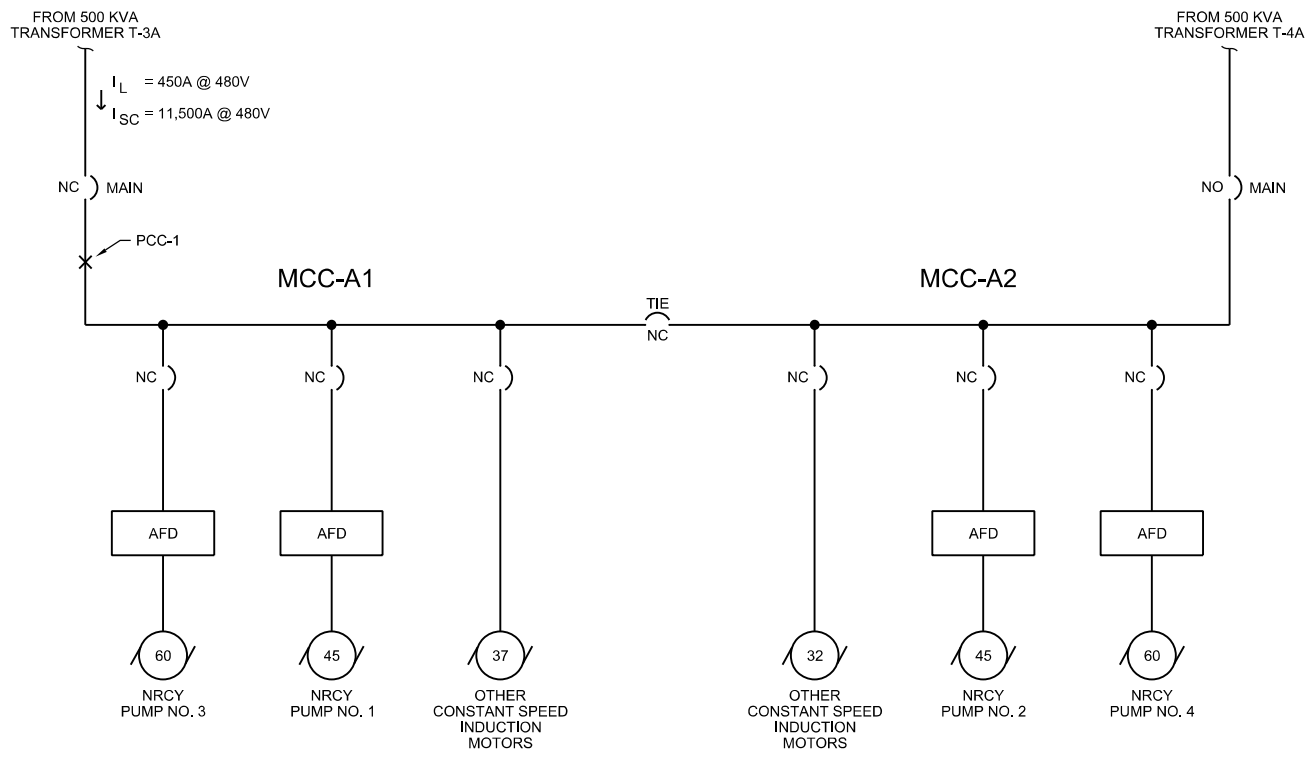 FROM 500 KVA
TRANSFORMER T-3A
FROM 500 KVA
TRANSFORMER T-4A
I L = 450A @ 480V
I SC = 11,500A @ 480V
NC MAIN
NO MAIN
PCC-1
MCC-A1
MCC-A2
TIE
NC
NC
NC
NC
NC
NC
NC
AFD
AFD
AFD
AFD
60
45
37
32
45
60
NRCY
PUMP NO. 3
NRCY
PUMP NO. 1
OTHER
CONSTANT SPEED
INDUCTION
MOTORS
OTHER
CONSTANT SPEED
INDUCTION
MOTORS
NRCY
PUMP NO. 2
NRCY
PUMP NO. 4